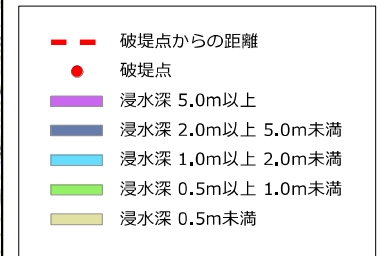 破堤点からの距離
破堤点
浸水深 5.0m以上
浸水深 2.0m以上 5.0m未満
浸水深 1.0m以上 2.0m未満
浸水深 0.5m以上 1.0m未満
浸水深 0.5m未満